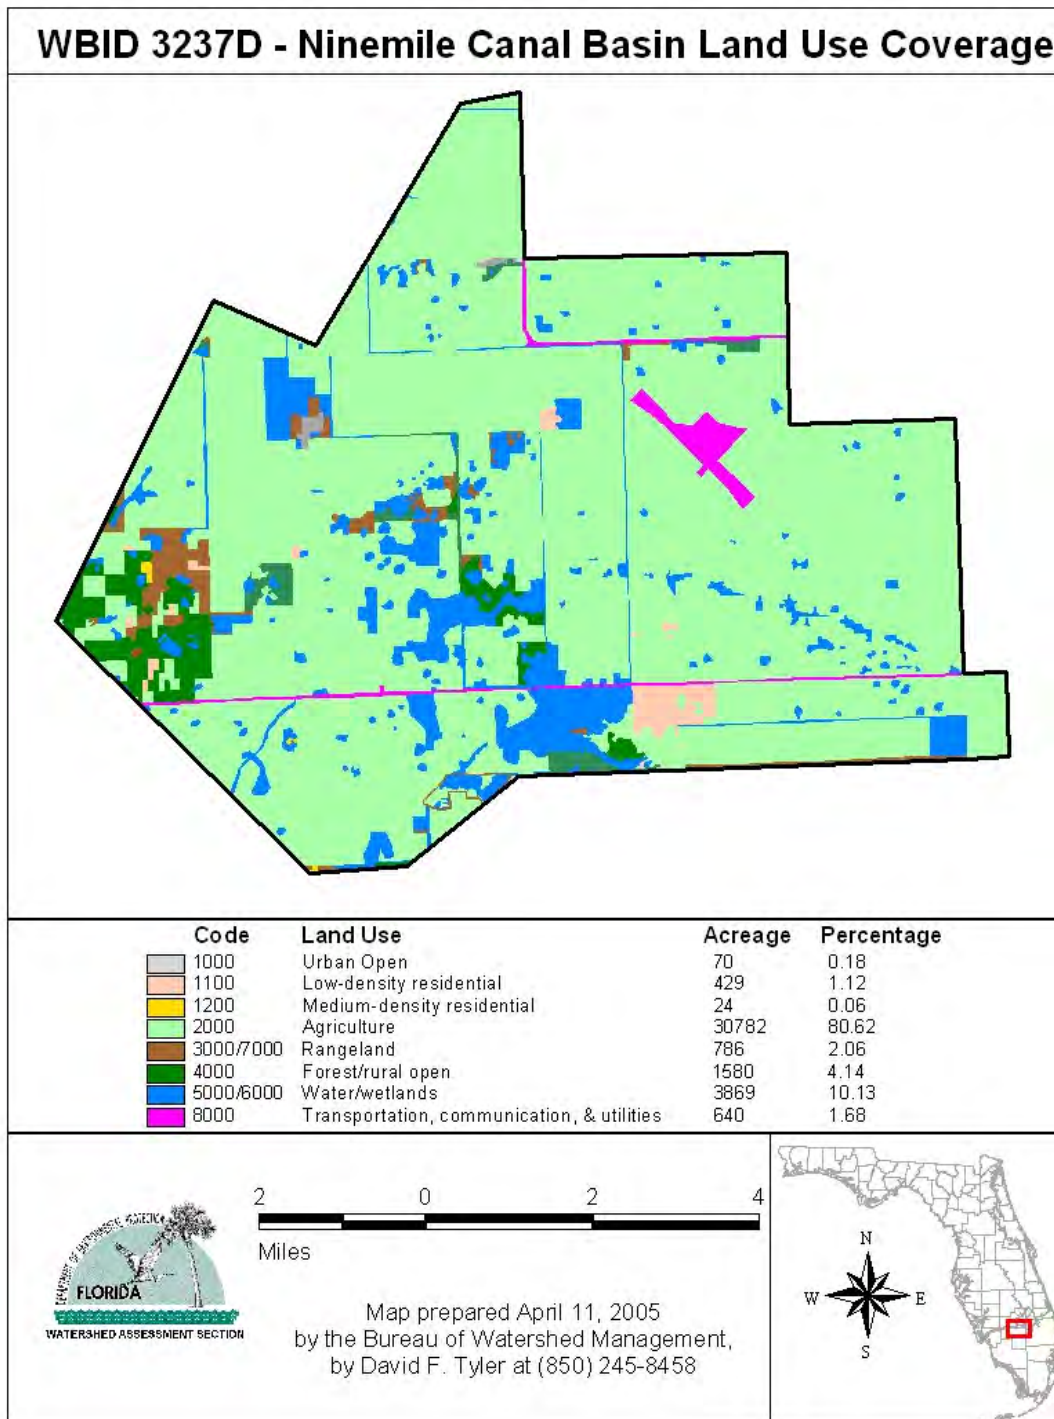 WBID 3237D - Ninemile Canal Basin Land Use Coverage
Code Land Use Acreage Percentage
1000 Urban Open 70 0.18
1100 Low-density residential 429 1.12
1200 Medium-density residential 24 0.06
2000 Agriculture 30782 80.62
3000/7000 Rangeland 786 2.06
4000 Forest/rural open 1580 4.14
5000/6000 Water/wetlands 3869 10.13
8000 Transportation, communication, & utilities 640 1.68
2 0 2 4
Miles
DEPARTMENT OF ENVIRONMENTAL PROTECTION
FLORIDA
WATERSHED ASSESSMENT SECTION
Map prepared April 11, 2005
by the Bureau of Watershed Management,
by David F. Tyler at (850) 245-8458
N
W E
S